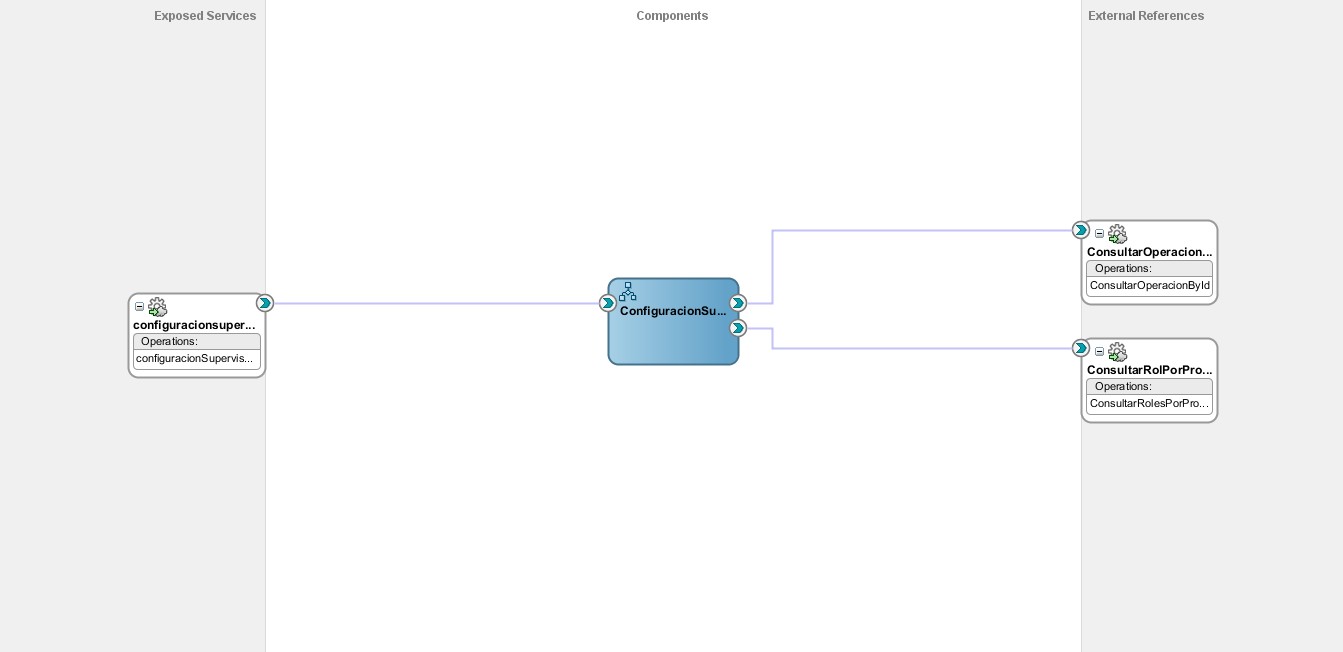 Exposed Services
Components
External References
configuracionsuper...
Operations:
configuracionSupervis...
ConfiguracionSu...
ConsultarOperacion...
Operations:
ConsultarOperacionById
ConsultarRolPorPro...
Operations:
ConsultarRolesPorPro...